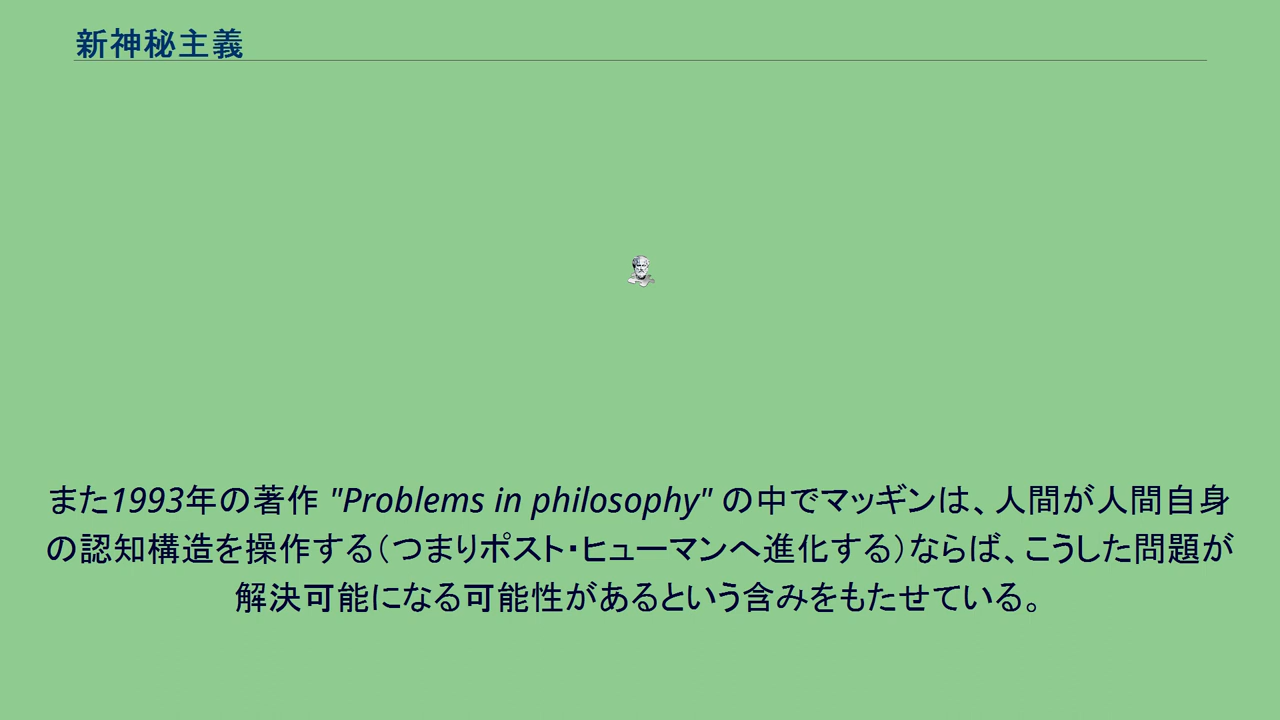 新神秘主義
また1993年の著作 "Problems in philosophy" の中でマッギンは、人間が人間自身
の認知構造を操作する（つまりポスト・ヒューマンへ進化する）ならば、こうした問題が
解決可能になる可能性があるという含みをもたせている。